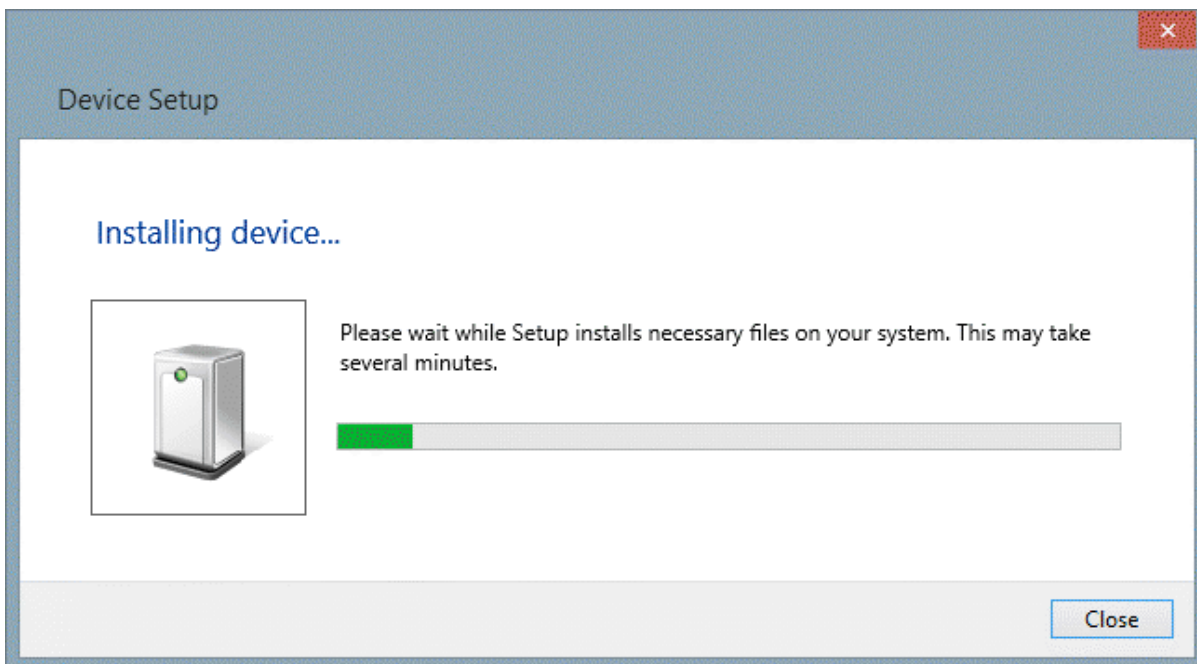 Device Setup
Installing device...
Please wait while Setup installs necessary files on your system. This may take
several minutes.
Close